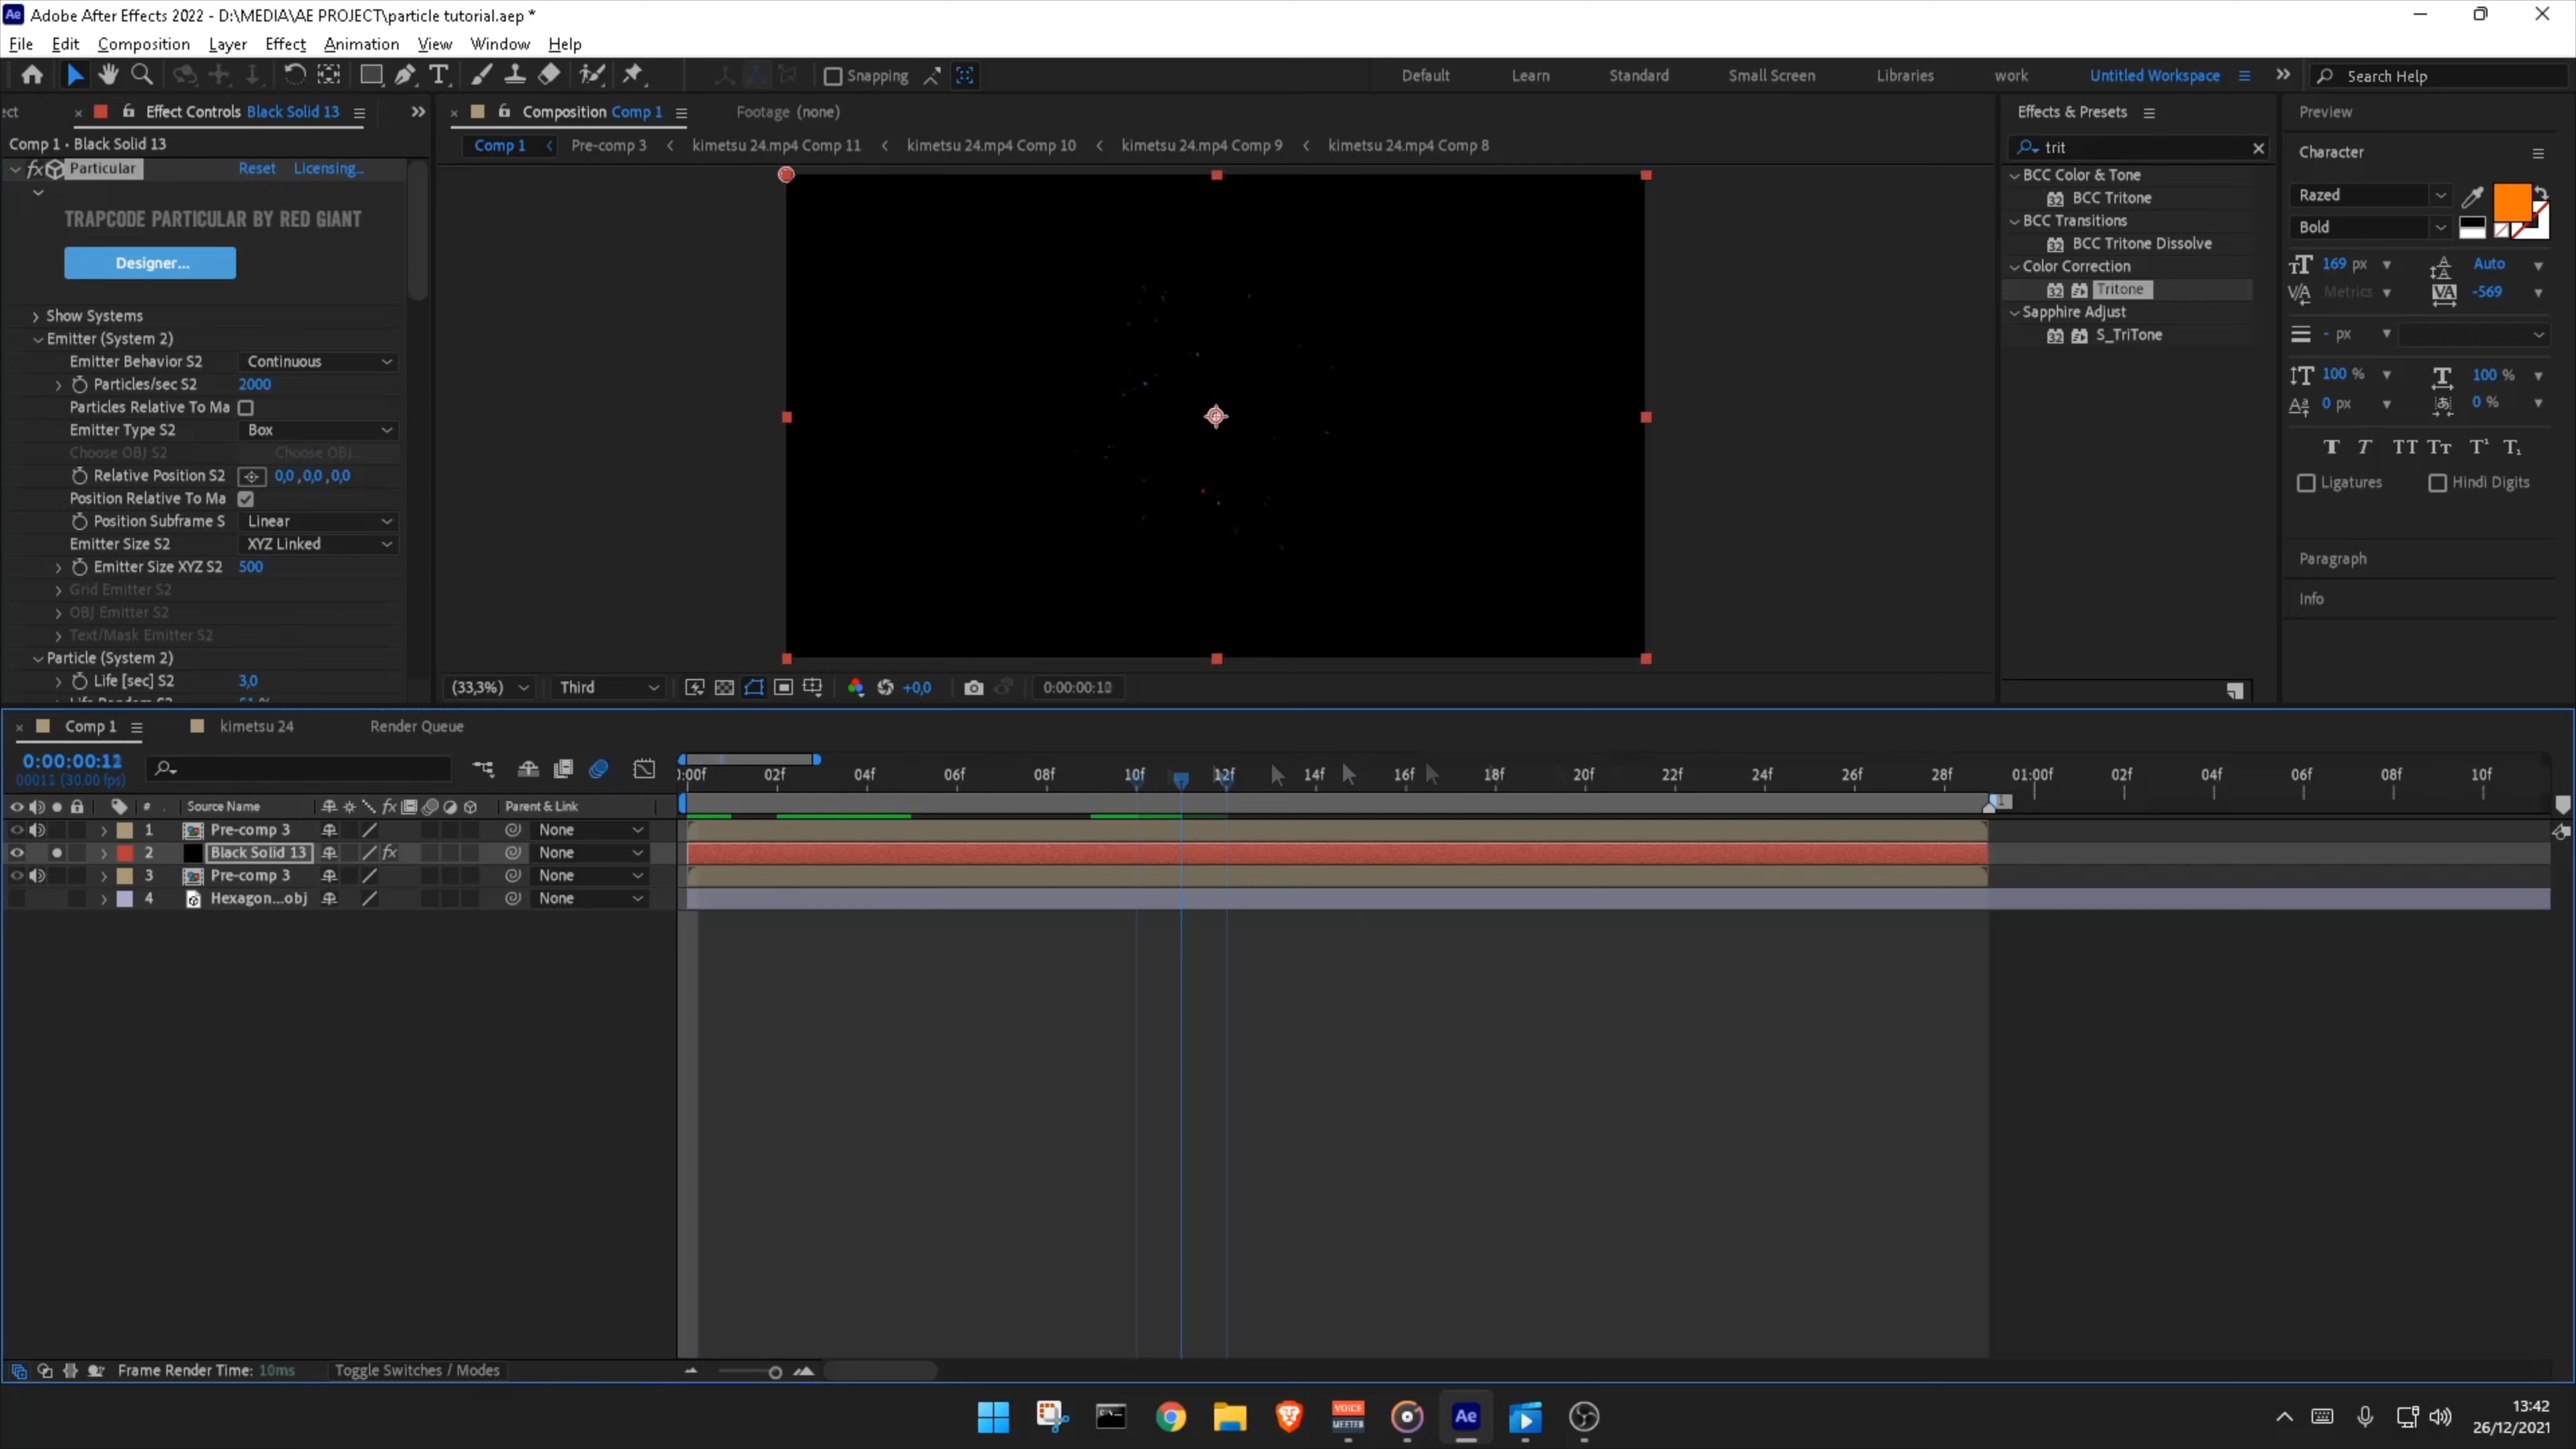 Adobe After Effects 2022 - D:\MEDIA\AE PROJECT\particle tutorial.aep *
File Edit Composition Layer Effect Animation View Window Help
Snapping Default Learn Standard Small Screen Libraries work Untitled Workspace Search Help
ect Effect Controls Black Solid 13
Comp 1 • Black Solid 13
Particular Reset Licensing...
TRAPCODE PARTICULAR BY RED GIANT
Designer...
Show Systems
Emitter (System 2)
Emitter Behavior S2 Continuous
Particles/sec S2 2000
Particles Relative To Ma
Emitter Type S2 Box
Choose OBJ S2 Choose OBJ...
Relative Position S2 0,0,0,0,0,0
Position Relative To Ma
Position Subframe S Linear
Emitter Size S2 XYZ Linked
Emitter Size XYZ S2 500
Grid Emitter S2
OBJ Emitter S2
Text/Mask Emitter S2
Particle (System 2)
Life [sec] S2 3,0
Composition Comp 1 Footage (none)
Comp 1 Pre-comp 3 kimetsu 24.mp4 Comp 11 kimetsu 24.mp4 Comp 10 kimetsu 24.mp4 Comp 9 kimetsu 24.mp4 Comp 8
(33,3%) Third +0,0 0:00:00:10
Effects & Presets
trit
BCC Color & Tone
BCC Tritone
BCC Transitions
BCC Tritone Dissolve
Color Correction
Tritone
Sapphire Adjust
S_TriTone
Preview
Character
Razed
Bold
169 px Auto
Metrics -569
- px
100 % 100 %
0 px 0 %
T T TT Tт T¹ T₁
Ligatures Hindi Digits
Paragraph
Info
Comp 1 kimetsu 24 Render Queue
0:00:00:12
(30.00 fps)
):00f 02f 04f 06f 08f 10f 12f 14f 16f 18f 20f 22f 24f 26f 28f 01:00f 02f 04f 06f 08f 10f
# Source Name fx Parent & Link
1 Pre-comp 3 None
2 Black Solid 13 fx None
3 Pre-comp 3 None
4 Hexagon...obj None
Frame Render Time: 10ms Toggle Switches / Modes
VOICE
MEETER
Ae
13:42
26/12/2021